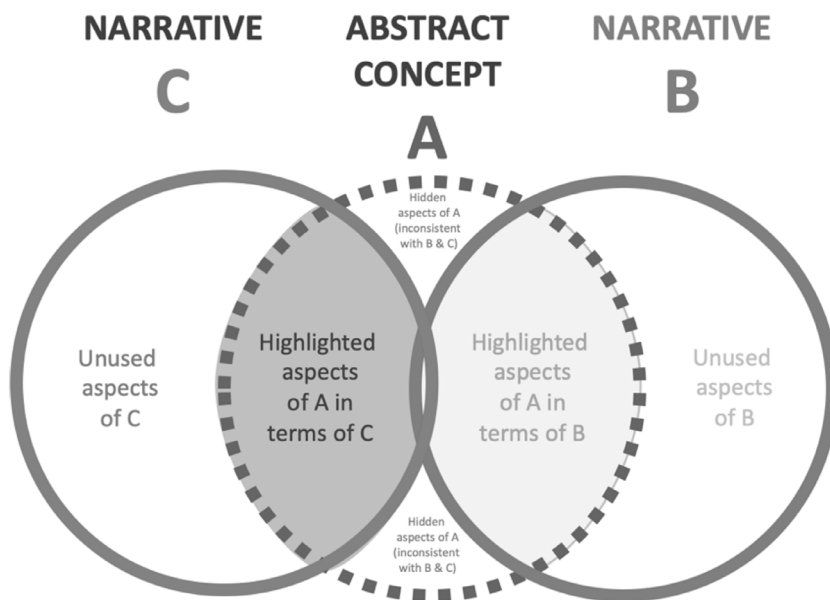 NARRATIVE
C
ABSTRACT
CONCEPT
A
NARRATIVE
B
Hidden
aspects of A
(inconsistent
with B & C)
Unused
aspects
of C
Highlighted
aspects
of A in
terms of C
Highlighted
aspects
of A in
terms of B
Unused
aspects
of B
Hidden
aspects of A
(inconsistent
with B & C)